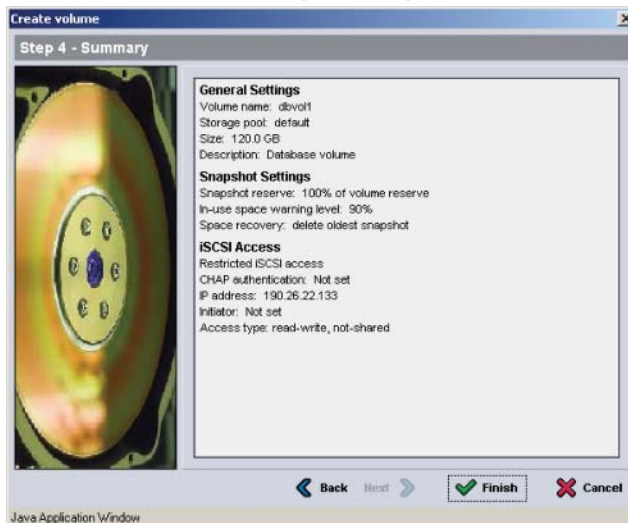 Create volume
Step 4 - Summary
General Settings
Volume name: dbvol1
Storage pool: default
Size: 120.0 GB
Description: Database volume
Snapshot Settings
Snapshot reserve: 100% of volume reserve
In-use space warning level: 90%
Space recovery: delete oldest snapshot
iSCSI Access
Restricted iSCSI access
CHAP authentication: Not set
IP address: 190.26.22.133
Initiator: Not set
Access type: read-write, not-shared
Back Next Finish Cancel
Java Application Window